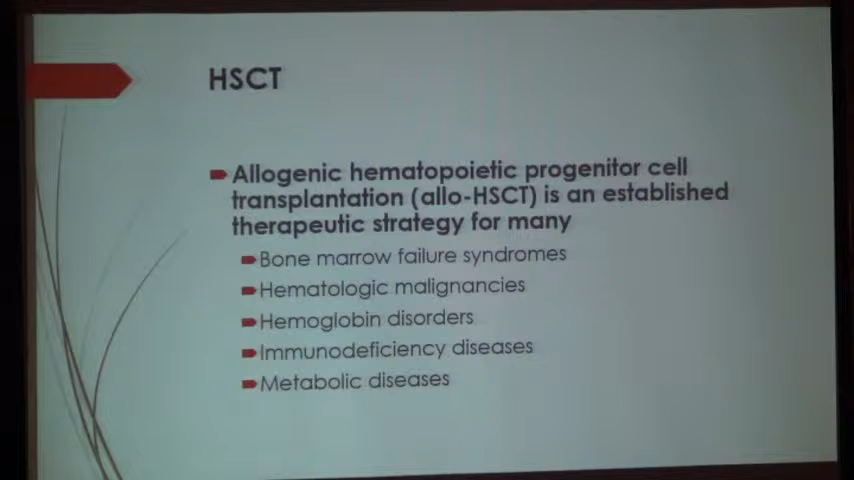 HSCT
Allogenic hematopoietic progenitor cell
transplantation (allo-HSCT) is an established
therapeutic strategy for many
Bone marrow failure syndromes
Hematologic malignancies
Hemoglobin disorders
Immunodeficiency diseases
Metabolic diseases